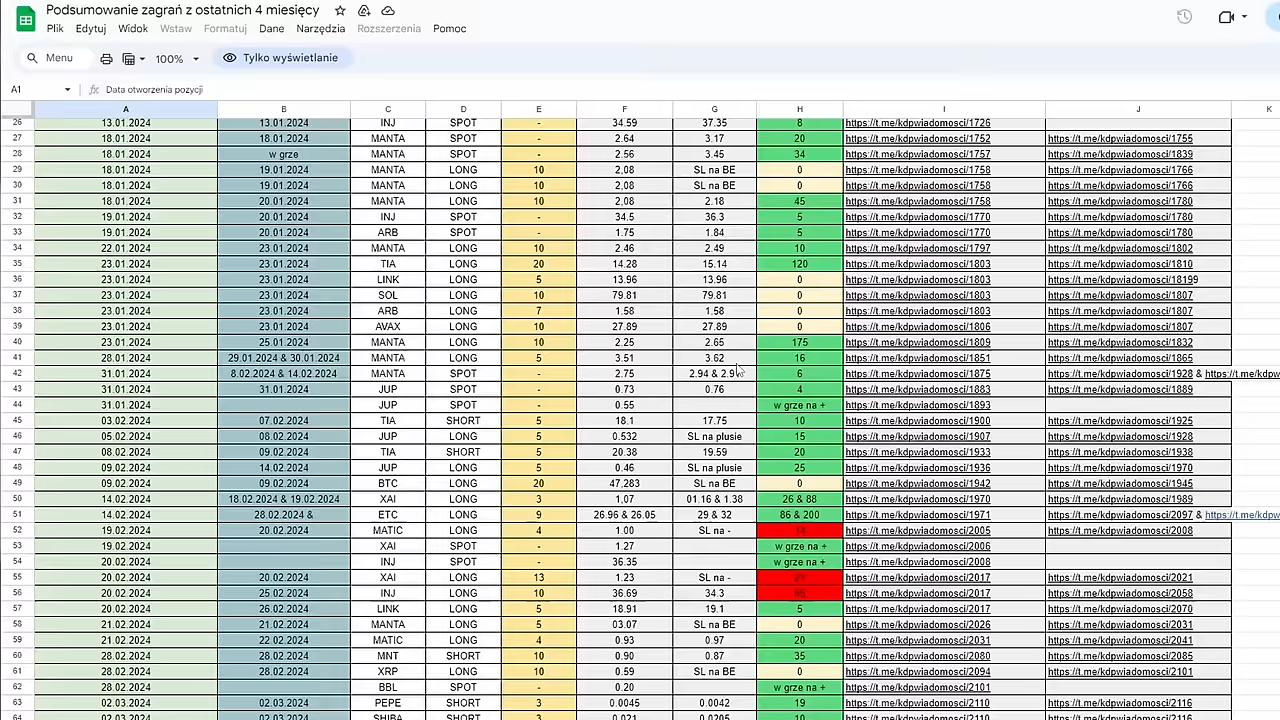 Podsumowanie zagrań z ostatnich 4 miesięcy
Plik Edytuj Widok Wstaw Formatuj Dane Narzędzia Rozszerzenia Pomoc
Menu 100% Tylko wyświetlanie
A1 fx Data otworzenia pozycji
A B C D E F G H I J K
26 13.01.2024 13.01.2024 INJ SPOT - 34.59 37.35 8 https://t.me/kdpwiadomosci/1726
27 18.01.2024 18.01.2024 MANTA SPOT - 2.64 3.17 20 https://t.me/kdpwiadomosci/1752 https://t.me/kdpwiadomosci/1755
28 18.01.2024 w grze MANTA SPOT - 2.56 3.45 34 https://t.me/kdpwiadomosci/1757 https://t.me/kdpwiadomosci/1839
29 18.01.2024 19.01.2024 MANTA LONG 10 2,08 SL na BE 0 https://t.me/kdpwiadomosci/1758 https://t.me/kdpwiadomosci/1766
30 18.01.2024 19.01.2024 MANTA LONG 10 2,08 SL na BE 0 https://t.me/kdpwiadomosci/1758 https://t.me/kdpwiadomosci/1766
31 18.01.2024 20.01.2024 MANTA LONG 10 2,08 2.18 45 https://t.me/kdpwiadomosci/1758 https://t.me/kdpwiadomosci/1780
32 19.01.2024 20.01.2024 INJ SPOT - 34.5 36.3 5 https://t.me/kdpwiadomosci/1770 https://t.me/kdpwiadomosci/1780
33 19.01.2024 20.01.2024 ARB SPOT - 1.75 1.84 5 https://t.me/kdpwiadomosci/1770 https://t.me/kdpwiadomosci/1780
34 22.01.2024 23.01.2024 MANTA LONG 10 2.46 2.49 10 https://t.me/kdpwiadomosci/1797 https://t.me/kdpwiadomosci/1802
35 23.01.2024 23.01.2024 TIA LONG 20 14.28 15.14 120 https://t.me/kdpwiadomosci/1803 https://t.me/kdpwiadomosci/1810
36 23.01.2024 23.01.2024 LINK LONG 5 13.96 13.96 0 https://t.me/kdpwiadomosci/1803 https://t.me/kdpwiadomosci/18199
37 23.01.2024 23.01.2024 SOL LONG 10 79.81 79.81 0 https://t.me/kdpwiadomosci/1803 https://t.me/kdpwiadomosci/1807
38 23.01.2024 23.01.2024 ARB LONG 7 1.58 1.58 0 https://t.me/kdpwiadomosci/1803 https://t.me/kdpwiadomosci/1807
39 23.01.2024 23.01.2024 AVAX LONG 10 27.89 27.89 0 https://t.me/kdpwiadomosci/1806 https://t.me/kdpwiadomosci/1807
40 23.01.2024 25.01.2024 MANTA LONG 10 2.25 2.65 175 https://t.me/kdpwiadomosci/1809 https://t.me/kdpwiadomosci/1832
41 28.01.2024 29.01.2024 & 30.01.2024 MANTA LONG 5 3.51 3.62 16 https://t.me/kdpwiadomosci/1851 https://t.me/kdpwiadomosci/1865
42 31.01.2024 8.02.2024 & 14.02.2024 MANTA SPOT - 2.75 2.94 & 6 https://t.me/kdpwiadomosci/1875 https://t.me/kdpwiadomosci/1928 & https://t.me/kdpw
43 31.01.2024 31.01.2024 JUP SPOT - 0.73 0.76 4 https://t.me/kdpwiadomosci/1883 https://t.me/kdpwiadomosci/1889
44 31.01.2024 JUP SPOT - 0.55 w grze na + https://t.me/kdpwiadomosci/1893
45 03.02.2024 07.02.2024 TIA SHORT 5 18.1 17.75 10 https://t.me/kdpwiadomosci/1900 https://t.me/kdpwiadomosci/1925
46 05.02.2024 08.02.2024 JUP LONG 5 0.532 SL na plusie 15 https://t.me/kdpwiadomosci/1907 https://t.me/kdpwiadomosci/1928
47 08.02.2024 09.02.2024 TIA SHORT 5 20.38 19.59 20 https://t.me/kdpwiadomosci/1933 https://t.me/kdpwiadomosci/1938
48 09.02.2024 14.02.2024 JUP LONG 5 0.46 SL na plusie 25 https://t.me/kdpwiadomosci/1936 https://t.me/kdpwiadomosci/1970
49 09.02.2024 09.02.2024 BTC LONG 20 47,283 SL na BE 0 https://t.me/kdpwiadomosci/1942 https://t.me/kdpwiadomosci/1945
50 14.02.2024 18.02.2024 & 19.02.2024 XAI LONG 3 1,07 01.16 & 1.38 26 & 88 https://t.me/kdpwiadomosci/1970 https://t.me/kdpwiadomosci/1989
51 14.02.2024 28.02.2024 & ETC LONG 9 26.96 & 26.05 29 & 32 86 & 200 https://t.me/kdpwiadomosci/1971 https://t.me/kdpwiadomosci/2097 & https://t.me/kdpw
52 19.02.2024 20.02.2024 MATIC LONG 4 1.00 SL na - https://t.me/kdpwiadomosci/2005 https://t.me/kdpwiadomosci/2008
53 19.02.2024 XAI SPOT - 1.27 w grze na + https://t.me/kdpwiadomosci/2006
54 20.02.2024 INJ SPOT - 36.35 w grze na + https://t.me/kdpwiadomosci/2008
55 20.02.2024 20.02.2024 XAI LONG 13 1.23 SL na - https://t.me/kdpwiadomosci/2017 https://t.me/kdpwiadomosci/2021
56 20.02.2024 25.02.2024 INJ LONG 10 36.69 34.3 https://t.me/kdpwiadomosci/2017 https://t.me/kdpwiadomosci/2058
57 20.02.2024 26.02.2024 LINK LONG 5 18.91 19.1 5 https://t.me/kdpwiadomosci/2017 https://t.me/kdpwiadomosci/2070
58 21.02.2024 21.02.2024 MANTA LONG 5 03.07 SL na BE 0 https://t.me/kdpwiadomosci/2026 https://t.me/kdpwiadomosci/2031
59 21.02.2024 22.02.2024 MATIC LONG 4 0.93 0.97 20 https://t.me/kdpwiadomosci/2031 https://t.me/kdpwiadomosci/2041
60 28.02.2024 28.02.2024 MNT SHORT 10 0.90 0.87 35 https://t.me/kdpwiadomosci/2080 https://t.me/kdpwiadomosci/2085
61 28.02.2024 28.02.2024 XRP LONG 10 0.59 SL na BE 0 https://t.me/kdpwiadomosci/2094 https://t.me/kdpwiadomosci/2101
62 28.02.2024 BBL SPOT - 0.20 w grze na + https://t.me/kdpwiadomosci/2101
63 02.03.2024 02.03.2024 PEPE SHORT 3 0.0045 0.0042 19 https://t.me/kdpwiadomosci/2110 https://t.me/kdpwiadomosci/2116
64 02.03.2024 02.03.2024 SHIBA SHORT 3 0.021 0.0205 10 https://t.me/kdpwiadomosci/2110 https://t.me/kdpwiadomosci/2116